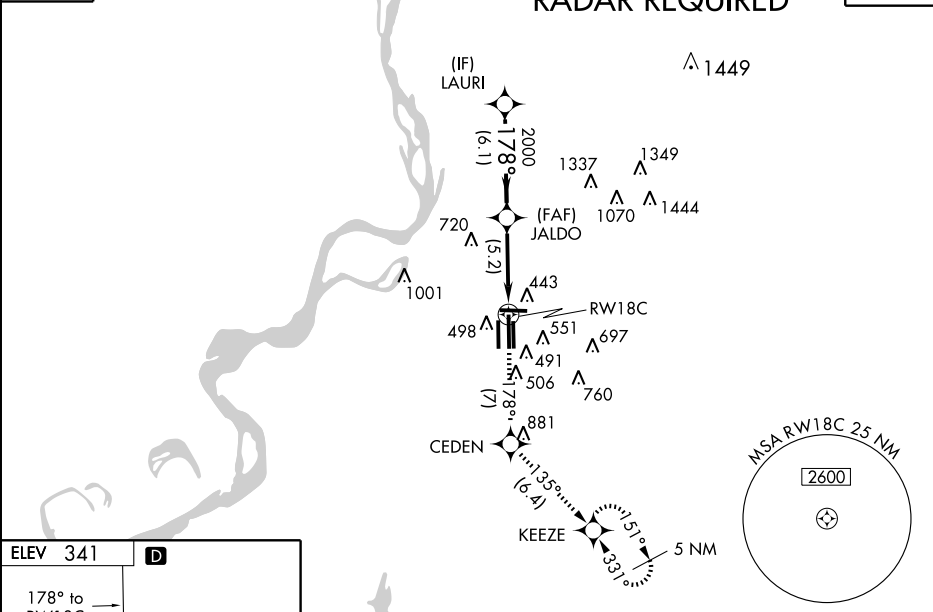 RADAR REQUIRED
1449
(IF)
LAURI
2000
178°
(6.1)
1349
1337
1070
1444
(FAF)
JALDO
720
(5.2)
1001
443
RW18C
498
551
697
491
506
760
178°
(7)
881
CEDEN
135°
(6.4)
KEEZE
151°
331°
5 NM
MSA RW18C 25 NM
2600
ELEV 341
D
178° to
RW18C